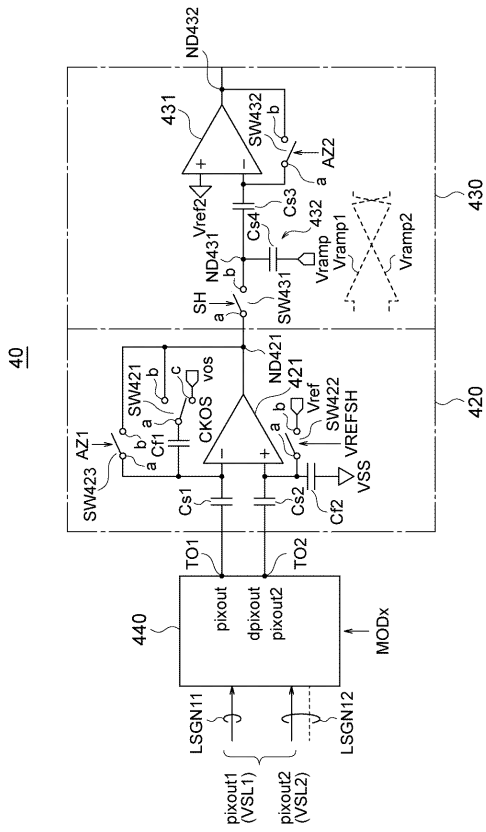 40
440
LSGN11
pixout1
(VSL1)
pixout2
(VSL2)
LSGN12
MODx
pixout
dpixout
pixout2
TO1
TO2
420
AZ1
SW423
a
b
SW421
b
a
c
Cf1
CKOS
vos
Cs1
Cs2
421
ND421
a
b
Vref
SW422
VREFSH
Cf2
VSS
430
SH
a
b
SW431
ND431
Cs4
432
Vramp
Vramp1
Vramp2
Cs3
Vref2
431
SW432
a
b
AZ2
ND432